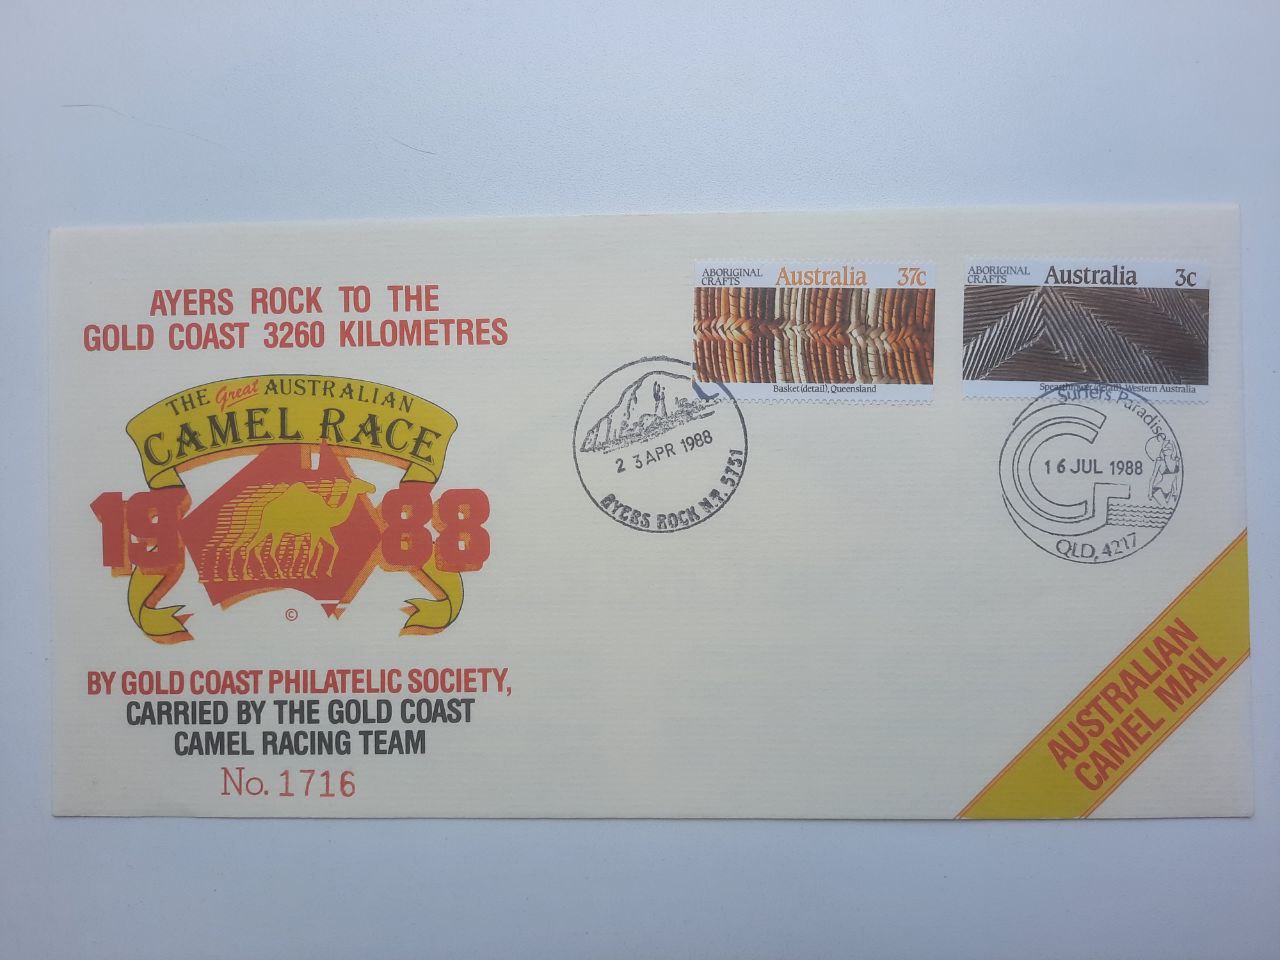 AYERS ROCK TO THE
GOLD COAST 3260 KILOMETRES
THE Great AUSTRALIAN
CAMEL RACE
1988
©
BY GOLD COAST PHILATELIC SOCIETY,
CARRIED BY THE GOLD COAST
CAMEL RACING TEAM
No. 1716
ABORIGINAL
CRAFTS
Australia
37c
Basket (detail), Queensland
ABORIGINAL
CRAFTS
Australia
3c
Spearthrower (detail), Western Australia
2 3 APR 1988
AYERS ROCK N.T. 5751
Surfers Paradise
16 JUL 1988
QLD, 4217
AUSTRALIAN
CAMEL MAIL